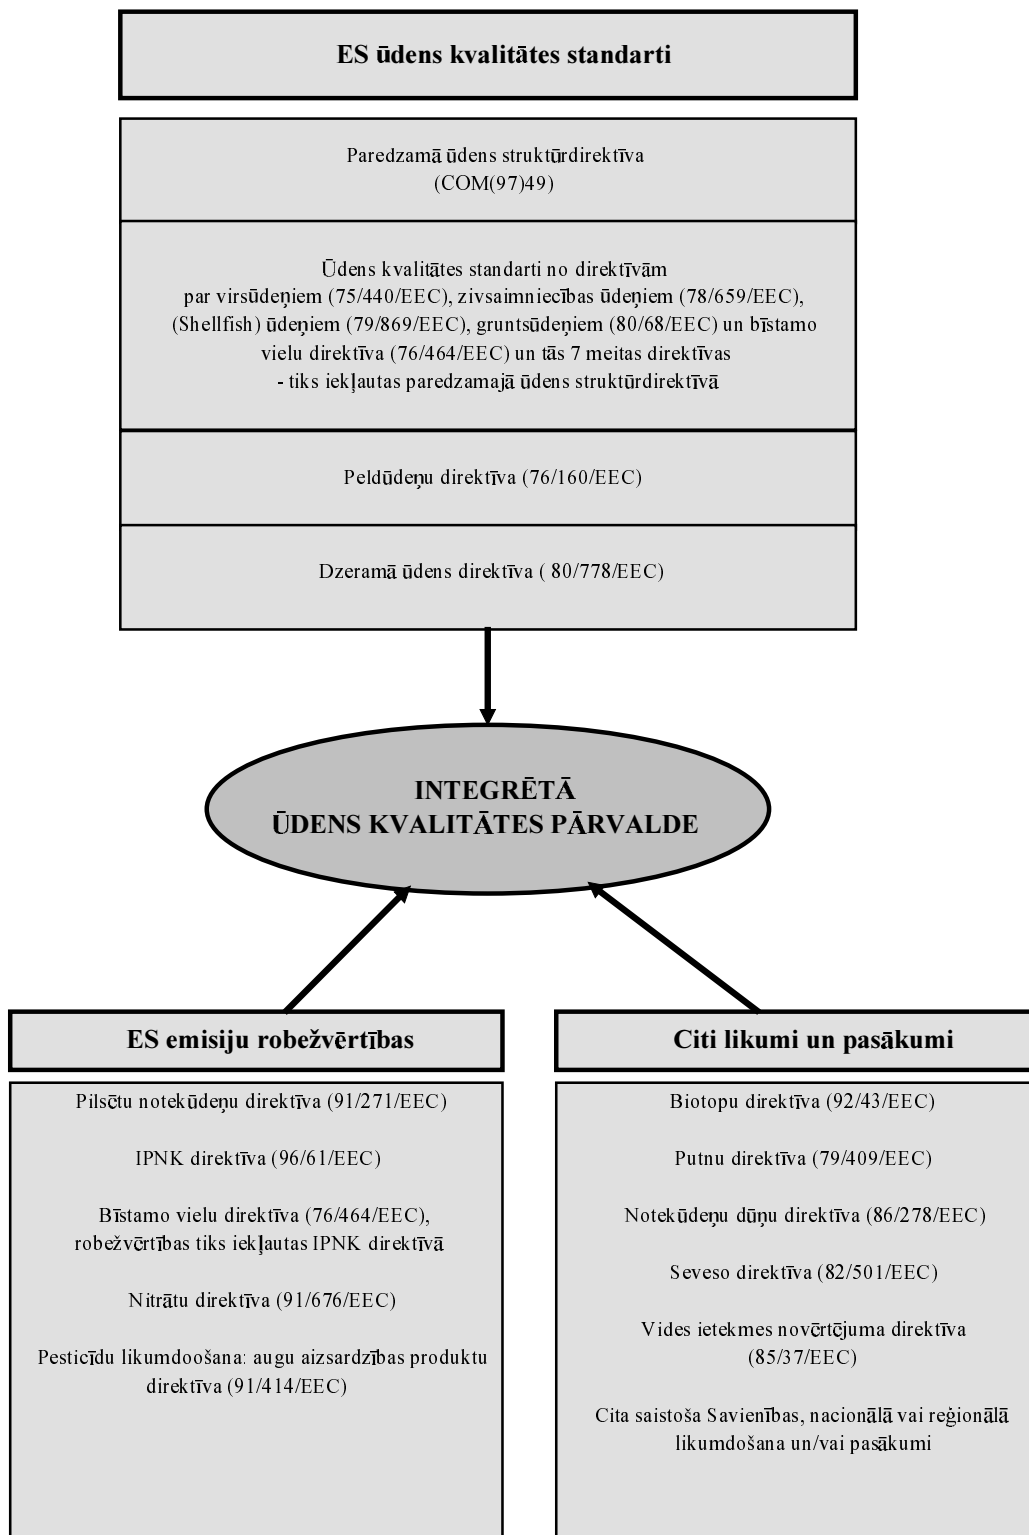 ES ūdens kvalitātes standarti
Paredzamā ūdens struktūrdirektīva
(COM(97)49)
Ūdens kvalitātes standarti no direktīvām
par virsūdeņiem (75/440/EEC), zivsaimniecības ūdeņiem (78/659/EEC),
(Shellfish) ūdeņiem (79/869/EEC), gruntsūdeņiem (80/68/EEC) un bīstamo
vielu direktīva (76/464/EEC) un tās 7 meitas direktīvas
- tiks iekļautas paredzamajā ūdens struktūrdirektīvā
Peldūdeņu direktīva (76/160/EEC)
Dzeramā ūdens direktīva ( 80/778/EEC)
INTEGRĒTĀ
ŪDENS KVALITĀTES PĀRVALDE
ES emisiju robežvērtības
Pilsētu notekūdeņu direktīva (91/271/EEC)
IPNK direktīva (96/61/EEC)
Bīstamo vielu direktīva (76/464/EEC),
robežvērtības tiks iekļautas IPNK direktīvā
Nitrātu direktīva (91/676/EEC)
Pesticīdu likumdoošana: augu aizsardzības produktu
direktīva (91/414/EEC)
Citi likumi un pasākumi
Biotopu direktīva (92/43/EEC)
Putnu direktīva (79/409/EEC)
Notekūdeņu dūņu direktīva (86/278/EEC)
Seveso direktīva (82/501/EEC)
Vides ietekmes novērtējuma direktīva
(85/37/EEC)
Cita saistoša Savienības, nacionālā vai reģionālā
likumdošana un/vai pasākumi